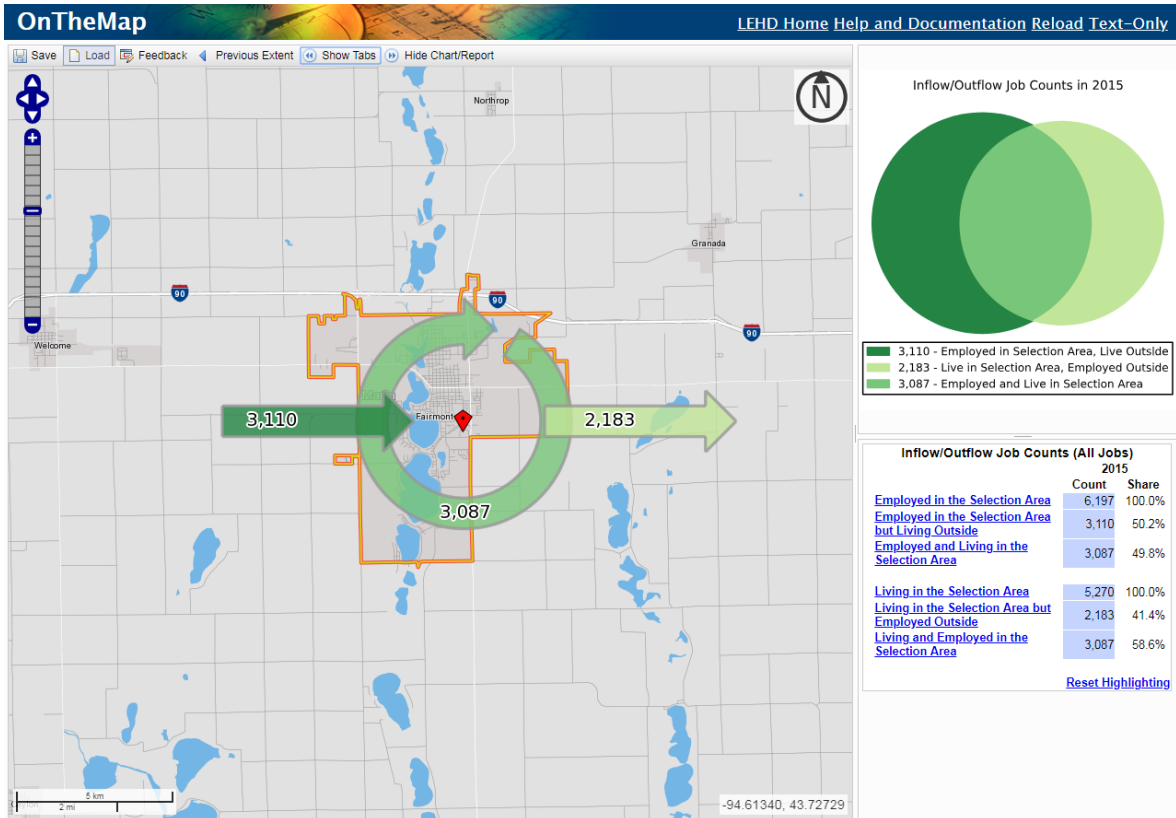 OnTheMap
LEHD Home Help and Documentation Reload Text-Only
Save Load Feedback Previous Extent Show Tabs Hide Chart/Report
Northrop
N
Granada
90
90
90
Welcome
Fairmont
3,110
2,183
3,087
5 km
2 mi
-94.61340, 43.72729
Inflow/Outflow Job Counts in 2015
3,110 - Employed in Selection Area, Live Outside
2,183 - Live in Selection Area, Employed Outside
3,087 - Employed and Live in Selection Area
Inflow/Outflow Job Counts (All Jobs)
2015
Count Share
Employed in the Selection Area 6,197 100.0%
Employed in the Selection Area
but Living Outside 3,110 50.2%
Employed and Living in the
Selection Area 3,087 49.8%
Living in the Selection Area 5,270 100.0%
Living in the Selection Area but
Employed Outside 2,183 41.4%
Living and Employed in the
Selection Area 3,087 58.6%
Reset Highlighting